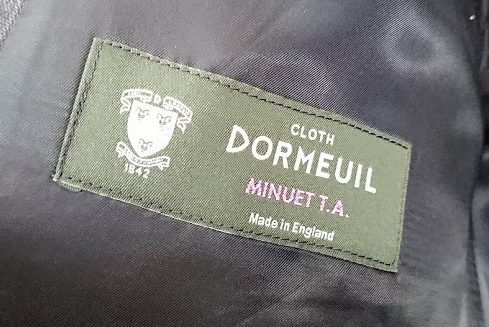 1842
CLOTH
DORMEUIL
MINUET T.A.
Made in England